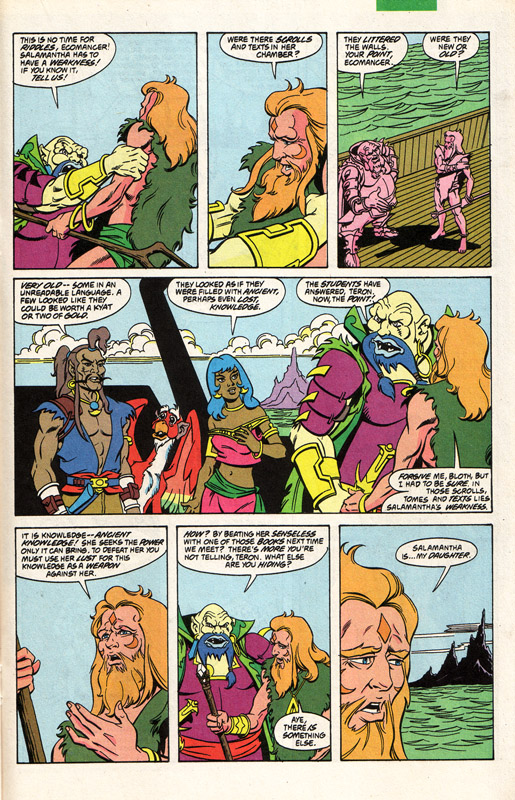 THIS IS NO TIME FOR
RIDDLES, ECOMANCER!
SALAMANTHA HAS TO
HAVE A WEAKNESS!
IF YOU KNOW IT,
TELL US!
WERE THERE SCROLLS
AND TEXTS IN HER
CHAMBER?
THEY LITTERED
THE WALLS.
YOUR POINT,
ECOMANCER.
WERE THEY
NEW OR
OLD?
VERY OLD-- SOME IN AN
UNREADABLE LANGUAGE. A
FEW LOOKED LIKE THEY
COULD BE WORTH A KYAT
OR TWO OF GOLD.
THEY LOOKED AS IF THEY
WERE FILLED WITH ANCIENT,
PERHAPS EVEN LOST,
KNOWLEDGE.
THE STUDENTS HAVE
ANSWERED, TERON.
NOW, THE POINT!
FORGIVE ME, BLOTH, BUT
I HAD TO BE SURE. IN
THOSE SCROLLS,
TOMES AND TEXTS LIES
SALAMANTHA'S WEAKNESS.
IT IS KNOWLEDGE--ANCIENT
KNOWLEDGE! SHE SEEKS THE POWER
ONLY IT CAN BRING. TO DEFEAT HER YOU
MUST USE HER LUST FOR THIS
KNOWLEDGE AS A WEAPON
AGAINST HER.
HOW? BY BEATING HER SENSELESS
WITH ONE OF THOSE BOOKS NEXT TIME
WE MEET? THERE'S MORE YOU'RE
NOT TELLING, TERON. WHAT ELSE
ARE YOU HIDING?
AYE,
THERE IS
SOMETHING
ELSE.
SALAMANTHA
IS...MY DAUGHTER.